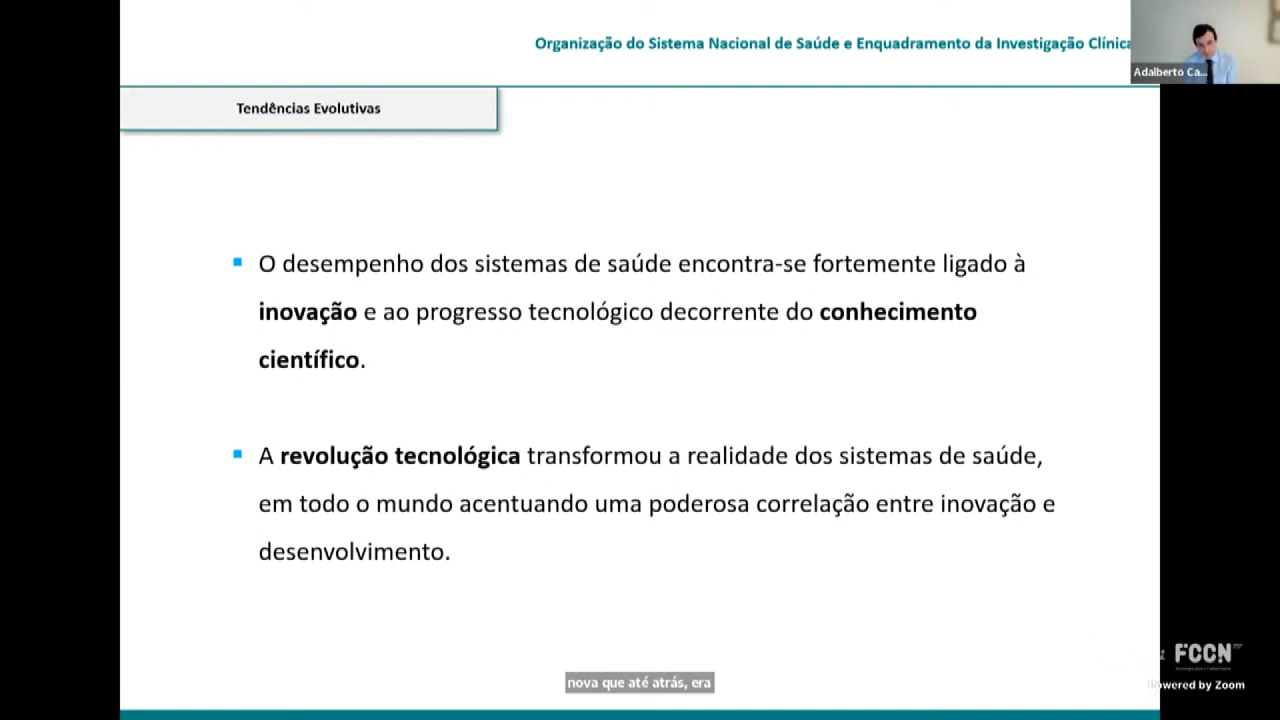 Organização do Sistema Nacional de Saúde e Enquadramento da Investigação Clínica
Adalberto Ca...
Tendências Evolutivas
O desempenho dos sistemas de saúde encontra-se fortemente ligado à
inovação e ao progresso tecnológico decorrente do conhecimento
científico.
A revolução tecnológica transformou a realidade dos sistemas de saúde,
em todo o mundo acentuando uma poderosa correlação entre inovação e
desenvolvimento.
FCCN
Powered by Zoom
nova que até atrás, era